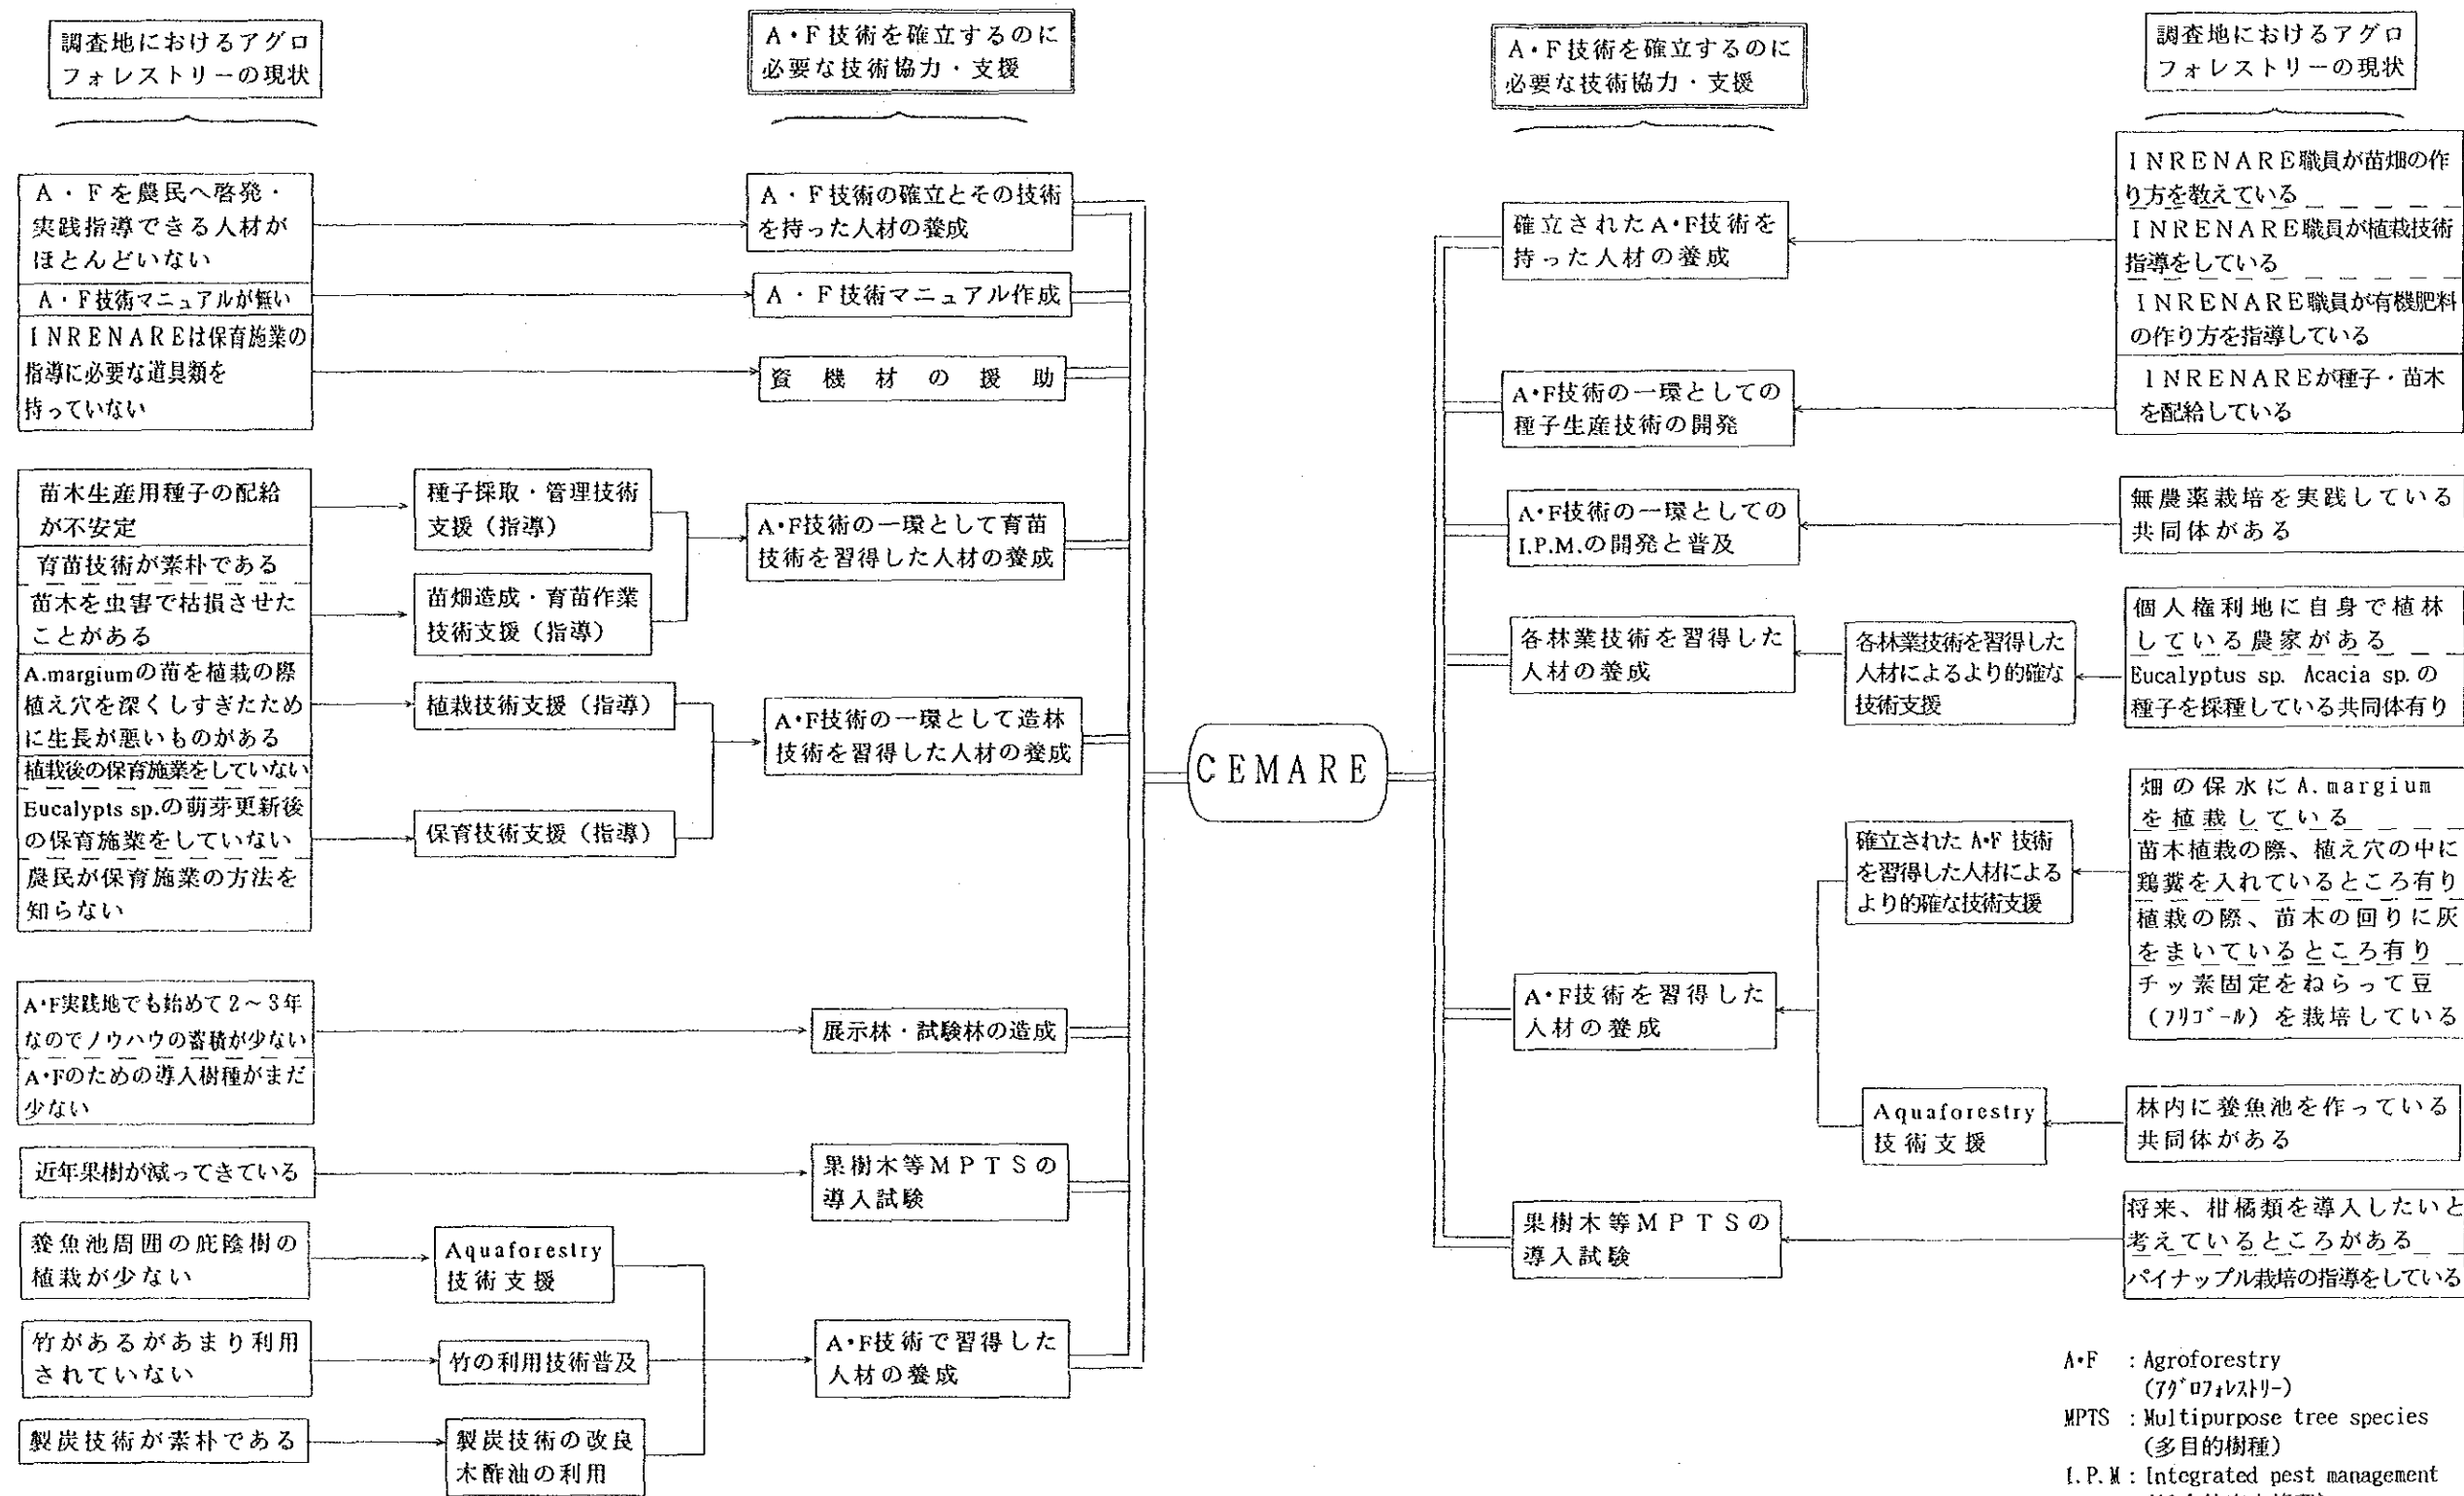 調査地におけるアグロ
フォレストリーの現状
A・F技術を確立するのに
必要な技術協力・支援
A・F技術を確立するのに
必要な技術協力・支援
調査地におけるアグロ
フォレストリーの現状
A・Fを農民へ啓発・
実践指導できる人材が
ほとんどいない
A・F技術マニュアルが無い
INRENAREは保育施業の
指導に必要な道具類を
持っていない
A・F技術の確立とその技術
を持った人材の養成
A・F技術マニュアル作成
資機材の援助
苗木生産用種子の配給
が不安定
育苗技術が素朴である
苗木を虫害で枯損させた
ことがある
A.margiumの苗を植栽の際
植え穴を深くしすぎたため
に生長が悪いものがある
植栽後の保育施業をしていない
Eucalypts sp.の萌芽更新後
の保育施業をしていない
農民が保育施業の方法を
知らない
種子採取・管理技術
支援（指導）
苗畑造成・育苗作業
技術支援（指導）
植栽技術支援（指導）
保育技術支援（指導）
A・F技術の一環として育苗
技術を習得した人材の養成
A・F技術の一環として造林
技術を習得した人材の養成
A・F実践地でも始めて2～3年
なのでノウハウの蓄積が少ない
A・Fのための導入樹種がまだ
少ない
展示林・試験林の造成
近年果樹が減ってきている
果樹木等MPTSの
導入試験
養魚池周囲の庇陰樹の
植栽が少ない
Aquaforestry
技術支援
竹があるがあまり利用
されていない
竹の利用技術普及
製炭技術が素朴である
製炭技術の改良
木酢油の利用
A・F技術で習得した
人材の養成
CEMARE
確立されたA・F技術を
持った人材の養成
A・F技術の一環としての
種子生産技術の開発
A・F技術の一環としての
I.P.M.の開発と普及
各林業技術を習得した
人材の養成
各林業技術を習得した
人材によるより的確な
技術支援
確立された A・F 技術
を習得した人材による
より的確な技術支援
A・F技術を習得した
人材の養成
Aquaforestry
技術支援
果樹木等MPTSの
導入試験
INRENARE職員が苗畑の作
り方を教えている
INRENARE職員が植栽技術
指導をしている
INRENARE職員が有機肥料
の作り方を指導している
INRENAREが種子・苗木
を配給している
無農薬栽培を実践している
共同体がある
個人権利地に自身で植林
している農家がある
Eucalyptus sp. Acacia sp.の
種子を採種している共同体有り
畑の保水にA.margium
を植栽している
苗木植栽の際、植え穴の中に
鶏糞を入れているところ有り
植栽の際、苗木の回りに灰
をまいているところ有り
チッ素固定をねらって豆
（フリゴール）を栽培している
林内に養魚池を作っている
共同体がある
将来、柑橘類を導入したいと
考えているところがある
パイナップル栽培の指導をしている
A・F : Agroforestry
(アグロフォレストリー)
MPTS : Multipurpose tree species
(多目的樹種)
I.P.M : Integrated pest management